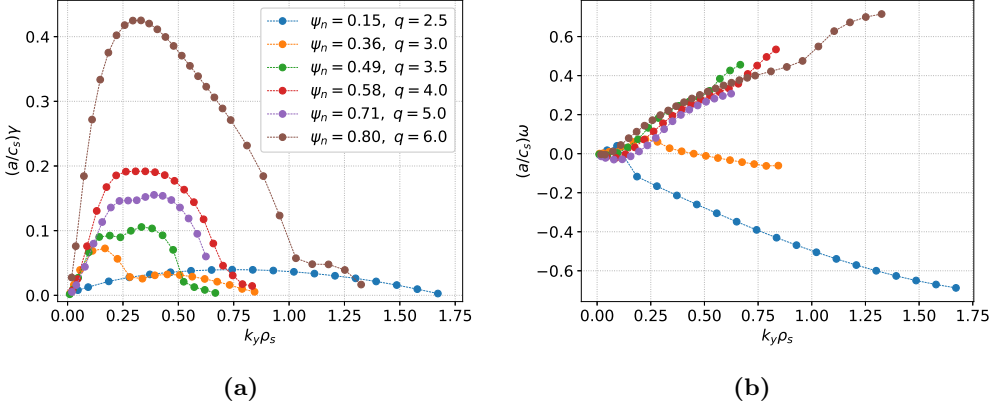 0.4
0.3
0.2
0.1
0.0
(a/c_s)γ
0.00 0.25 0.50 0.75 1.00 1.25 1.50 1.75
k_yρ_s
ψ_n = 0.15, q = 2.5
ψ_n = 0.36, q = 3.0
ψ_n = 0.49, q = 3.5
ψ_n = 0.58, q = 4.0
ψ_n = 0.71, q = 5.0
ψ_n = 0.80, q = 6.0
(a)
0.6
0.4
0.2
0.0
−0.2
−0.4
−0.6
(a/c_s)ω
0.00 0.25 0.50 0.75 1.00 1.25 1.50 1.75
k_yρ_s
(b)